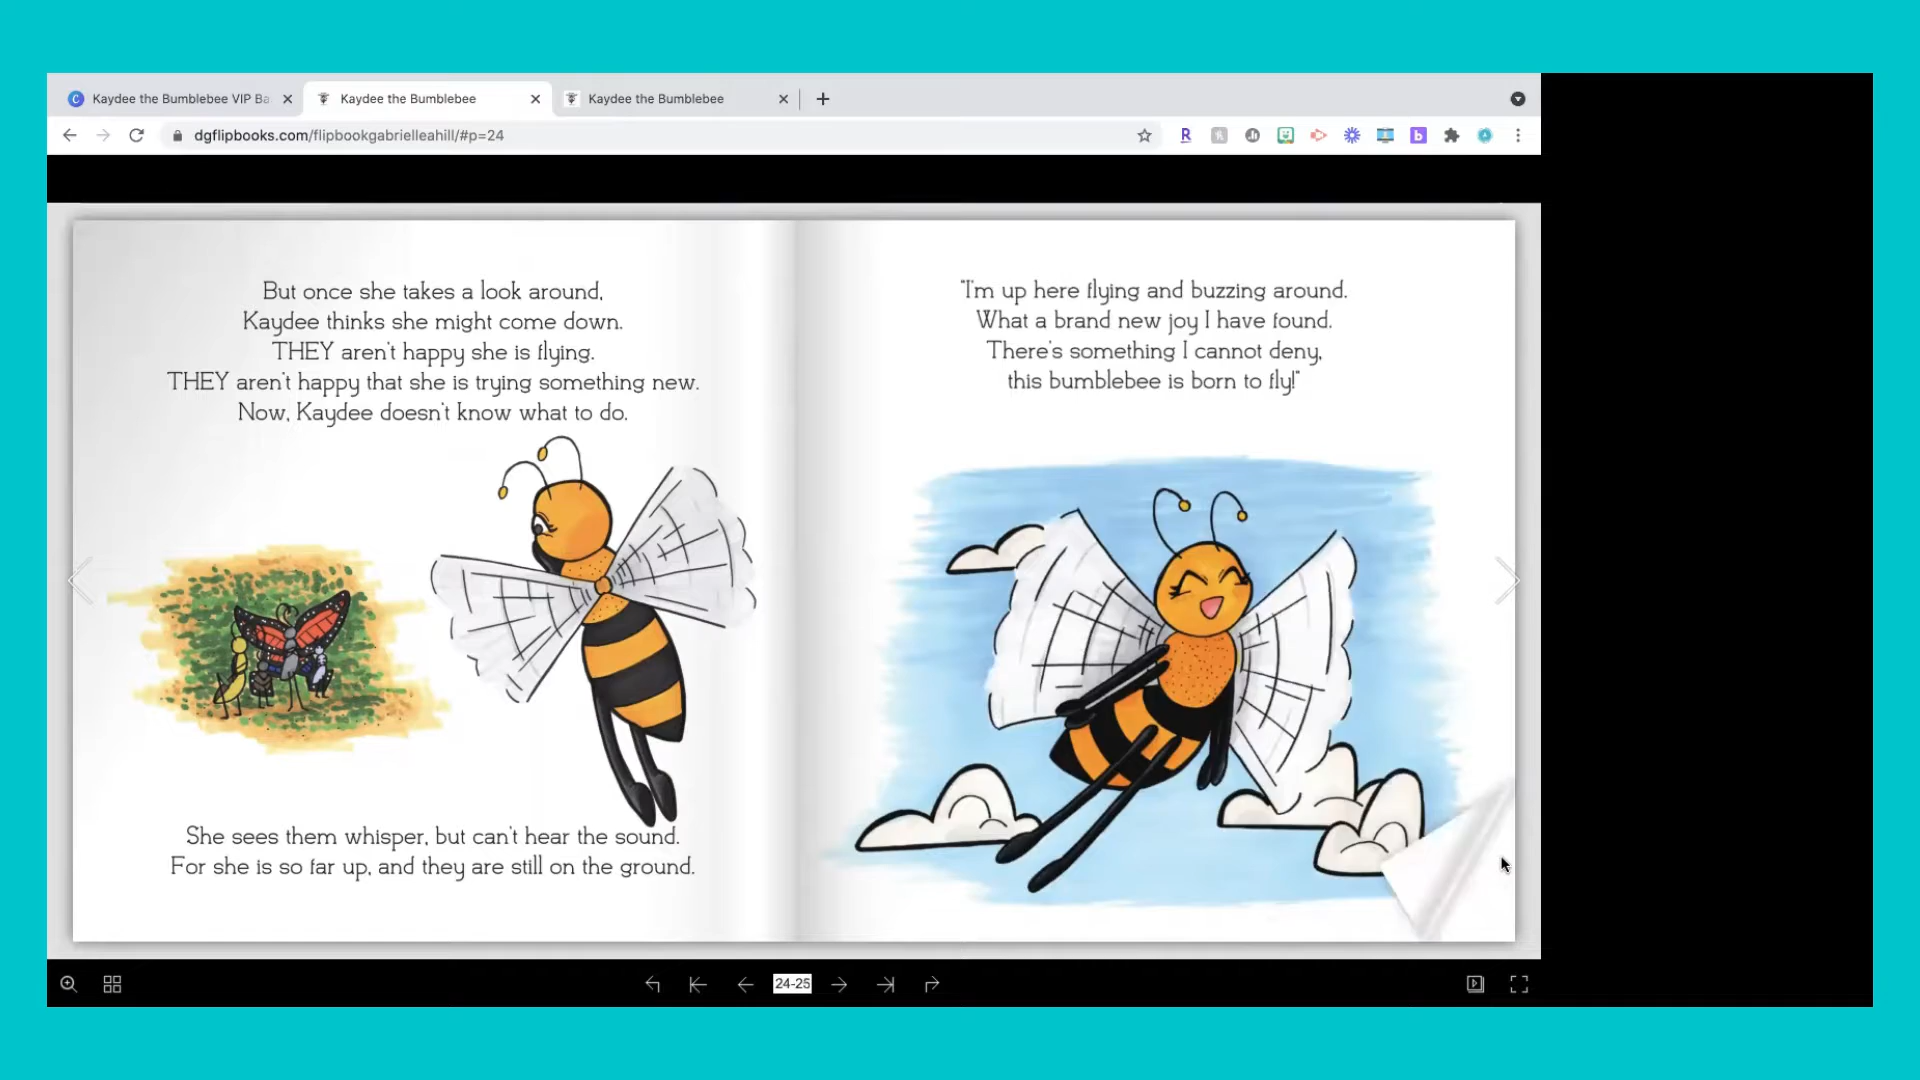 Kaydee the Bumblebee VIP Ba
Kaydee the Bumblebee
Kaydee the Bumblebee
dgflipbooks.com/flipbookgabrielleahill/#p=24
But once she takes a look around,
Kaydee thinks she might come down.
THEY aren't happy she is flying.
THEY aren't happy that she is trying something new.
Now, Kaydee doesn't know what to do.
She sees them whisper, but can't hear the sound.
For she is so far up, and they are still on the ground.
"I'm up here flying and buzzing around.
What a brand new joy I have found.
There's something I cannot deny,
this bumblebee is born to fly!"
24-25